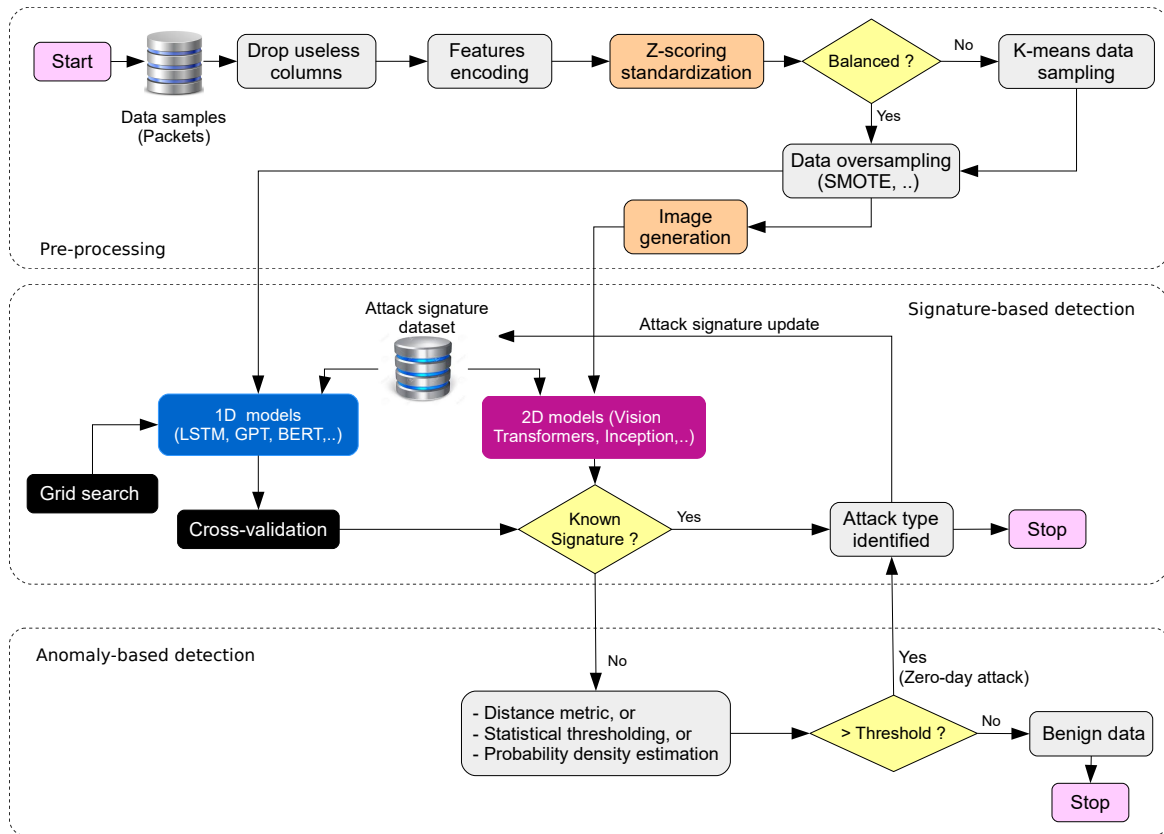 Start
Data samples
(Packets)
Drop useless
columns
Features
encoding
Z-scoring
standardization
Balanced ?
No
K-means data
sampling
Yes
Data oversampling
(SMOTE, ..)
Image
generation
Pre-processing
Signature-based detection
Attack signature
dataset
Attack signature update
1D  models
(LSTM, GPT, BERT,..)
2D models (Vision
Transformers, Inception,..)
Grid search
Cross-validation
Known
Signature ?
Yes
Attack type
identified
Stop
Anomaly-based detection
No
Yes
(Zero-day attack)
- Distance metric, or
- Statistical thresholding, or
- Probability density estimation
> Threshold ?
No
Benign data
Stop